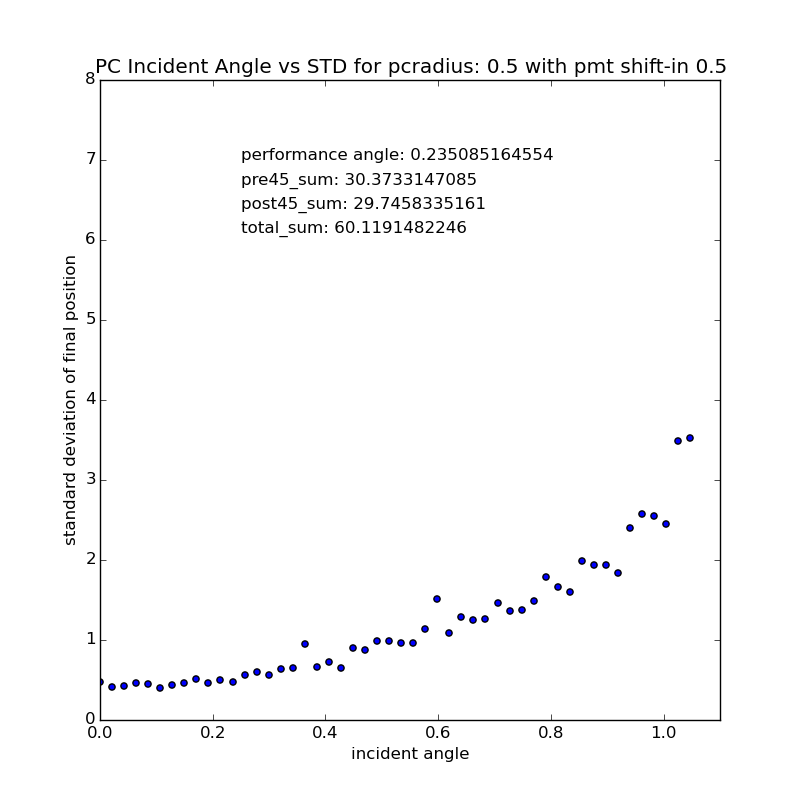 PC Incident Angle vs STD for pcradius: 0.5 with pmt shift-in 0.5
8
7
6
5
4
3
2
1
0
standard deviation of final position
performance angle: 0.235085164554
pre45_sum: 30.3733147085
post45_sum: 29.7458335161
total_sum: 60.1191482246
0.0 0.2 0.4 0.6 0.8 1.0
incident angle